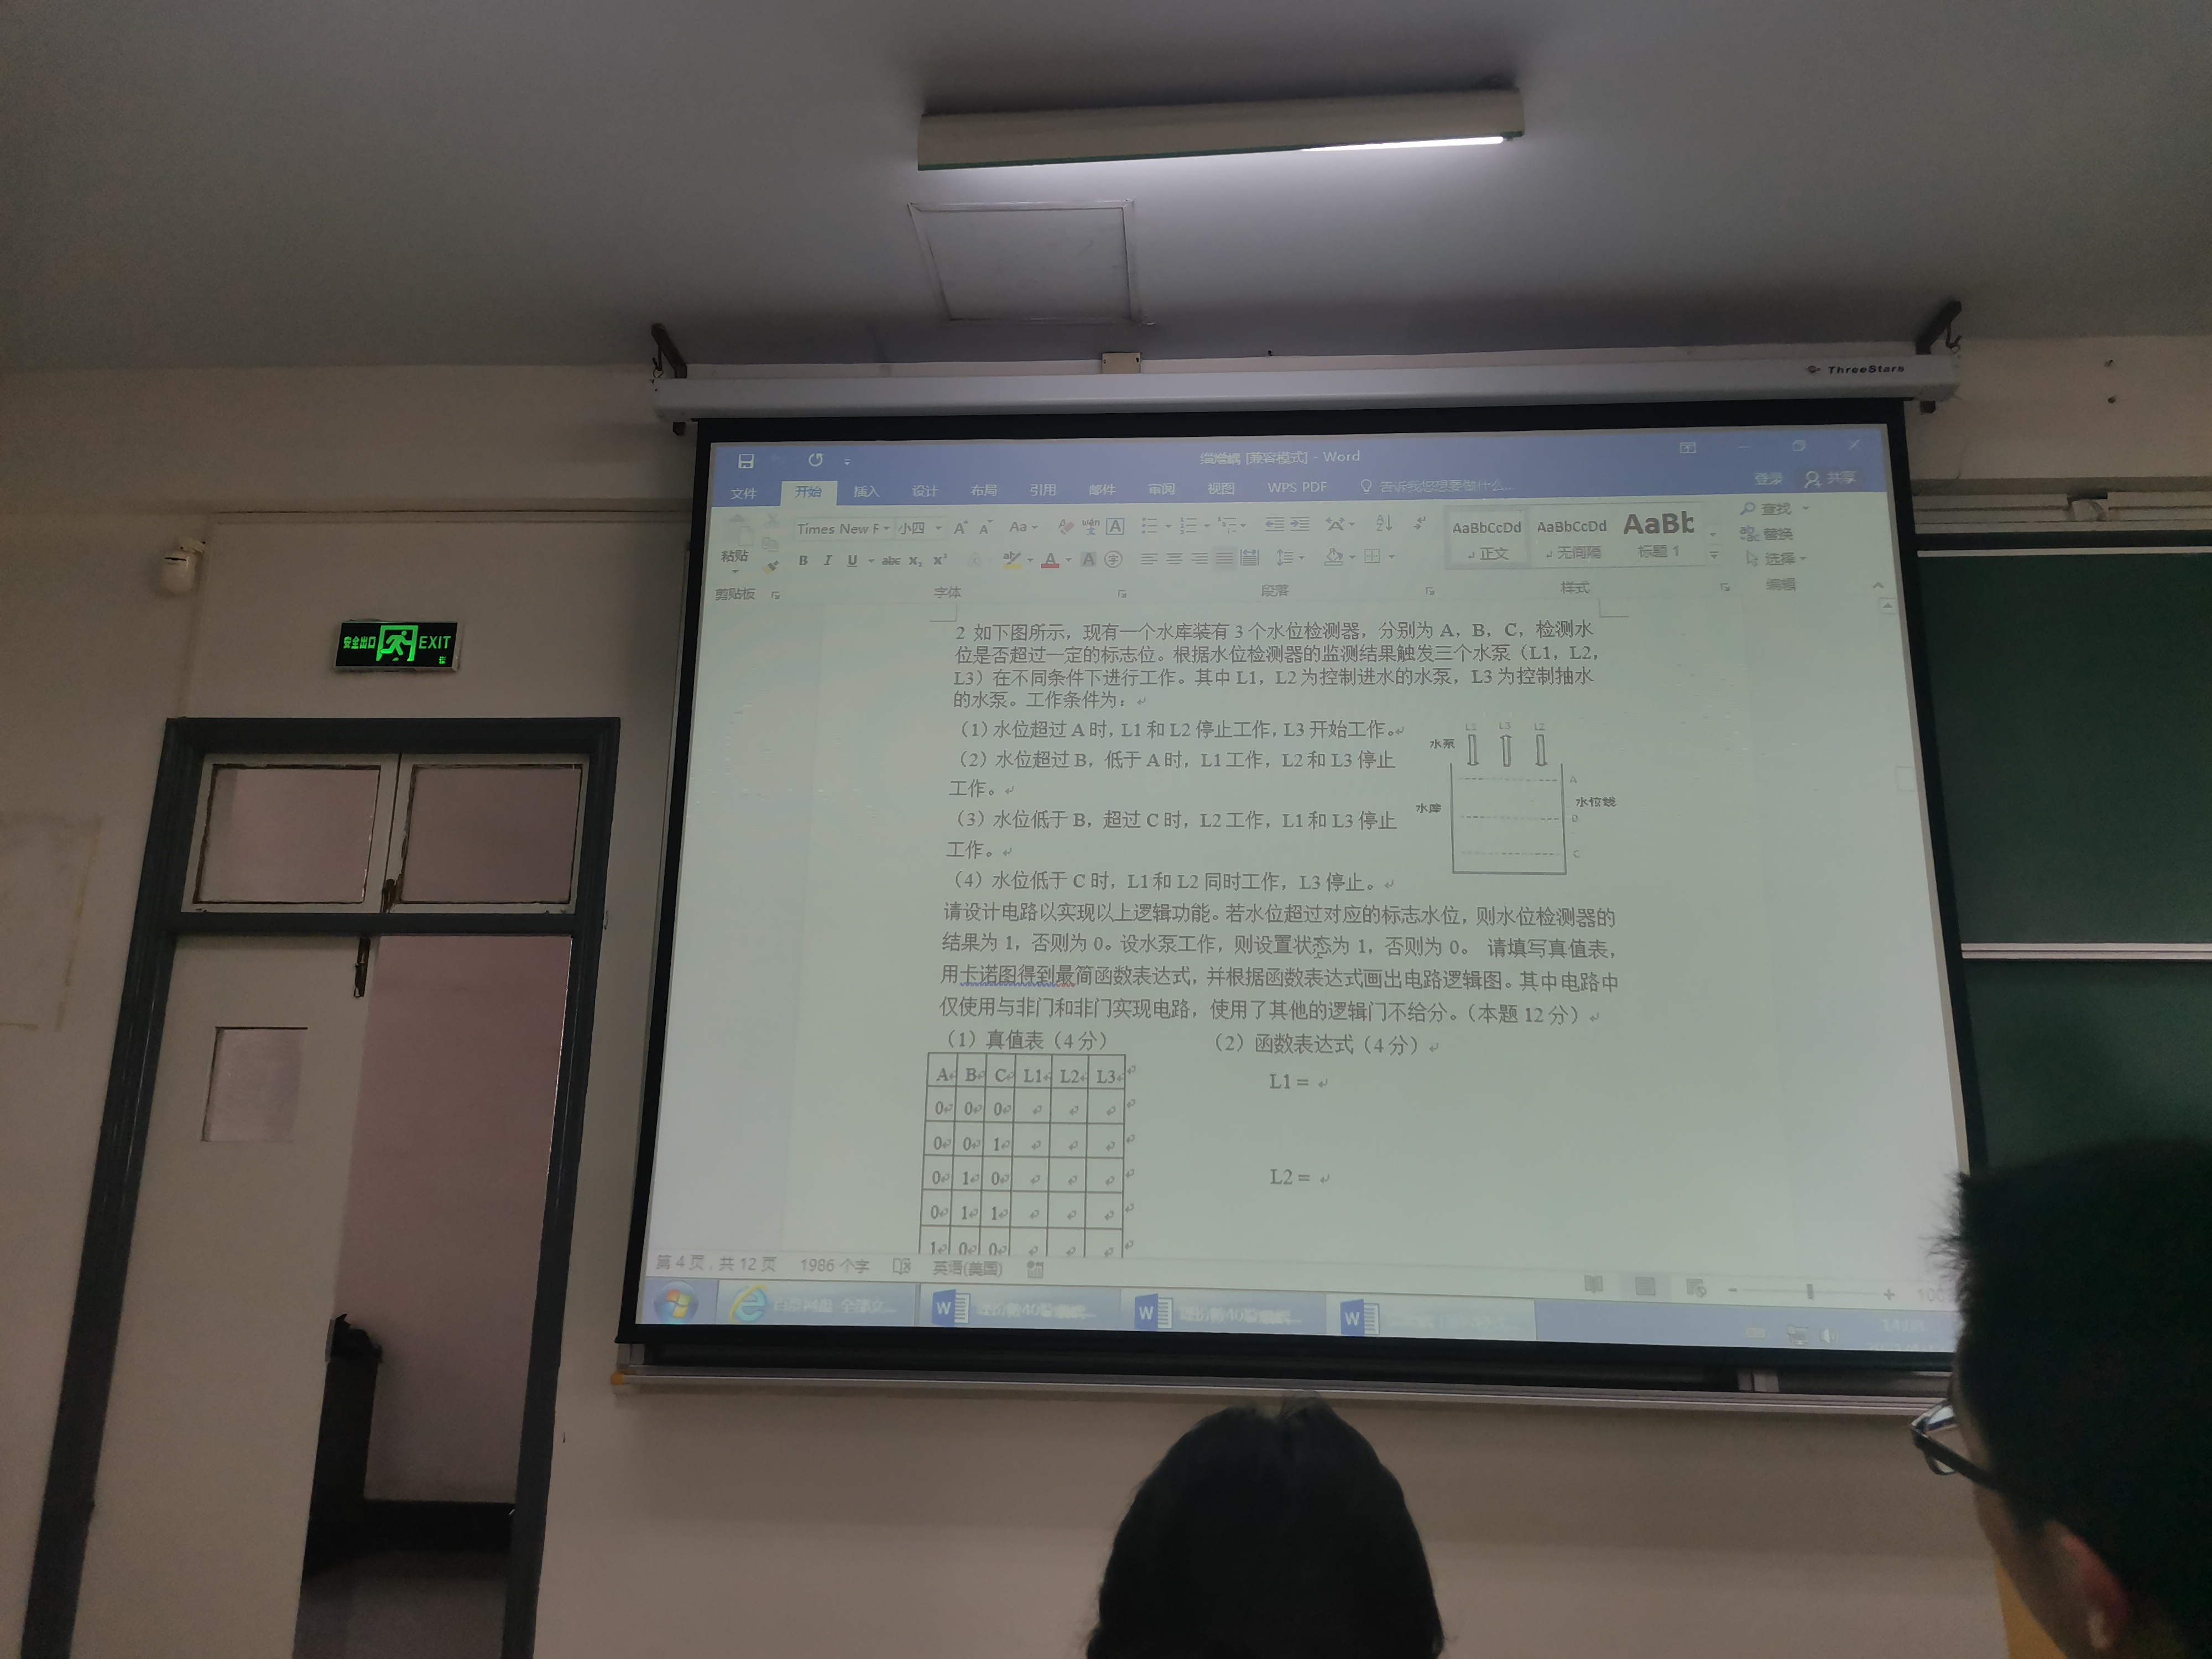 ThreeStars
安全出口 EXIT
[兼容模式] - Word
登录 共享
文件 开始 插入 设计 布局 引用 邮件 审阅 视图 WPS PDF 告诉我您想要做什么...
Times New F 小四
粘贴
B I U abc x₂ x²
AaBbCcDd AaBbCcDd AaBb
正文 无间隔 标题 1
查找
替换
选择
剪贴板 字体 段落 样式 编辑
2 如下图所示，现有一个水库装有 3 个水位检测器，分别为 A，B，C，检测水
位是否超过一定的标志位。根据水位检测器的监测结果触发三个水泵（L1，L2，
L3）在不同条件下进行工作。其中 L1，L2 为控制进水的水泵，L3 为控制抽水
的水泵。工作条件为：
（1）水位超过 A 时，L1 和 L2 停止工作，L3 开始工作。
（2）水位超过 B，低于 A 时，L1 工作，L2 和 L3 停止
工作。
（3）水位低于 B，超过 C 时，L2 工作，L1 和 L3 停止
工作。
（4）水位低于 C 时，L1 和 L2 同时工作，L3 停止。
L1 L3 L2
水泵
A
水库 水位线
B
C
请设计电路以实现以上逻辑功能。若水位超过对应的标志水位，则水位检测器的
结果为 1，否则为 0。设水泵工作，则设置状态为 1，否则为 0。 请填写真值表，
用卡诺图得到最简函数表达式，并根据函数表达式画出电路逻辑图。其中电路中
仅使用与非门和非门实现电路，使用了其他的逻辑门不给分。（本题 12 分）
（1）真值表（4 分） （2）函数表达式（4 分）
A B C L1 L2 L3
0 0 0
0 0 1
0 1 0
0 1 1
1 0 0
L1 =
L2 =
第 4 页，共 12 页 1986 个字 英语(美国)